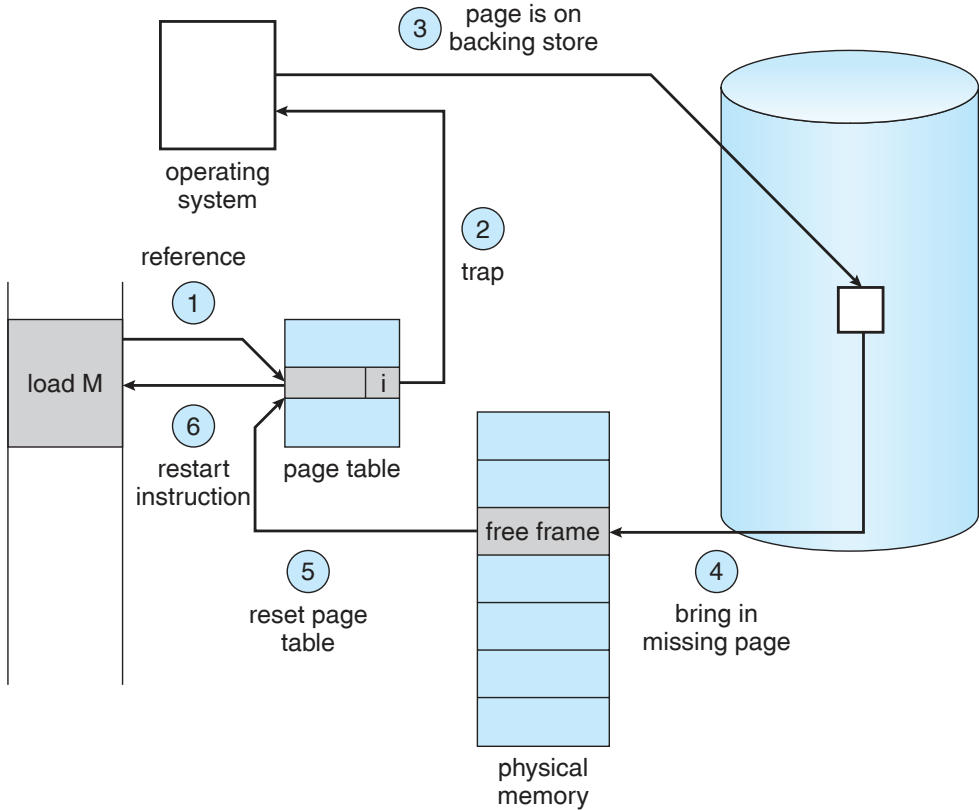 3
page is on
backing store
operating
system
2
trap
reference
1
load M
i
6
restart
instruction
page table
free frame
5
reset page
table
4
bring in
missing page
physical
memory